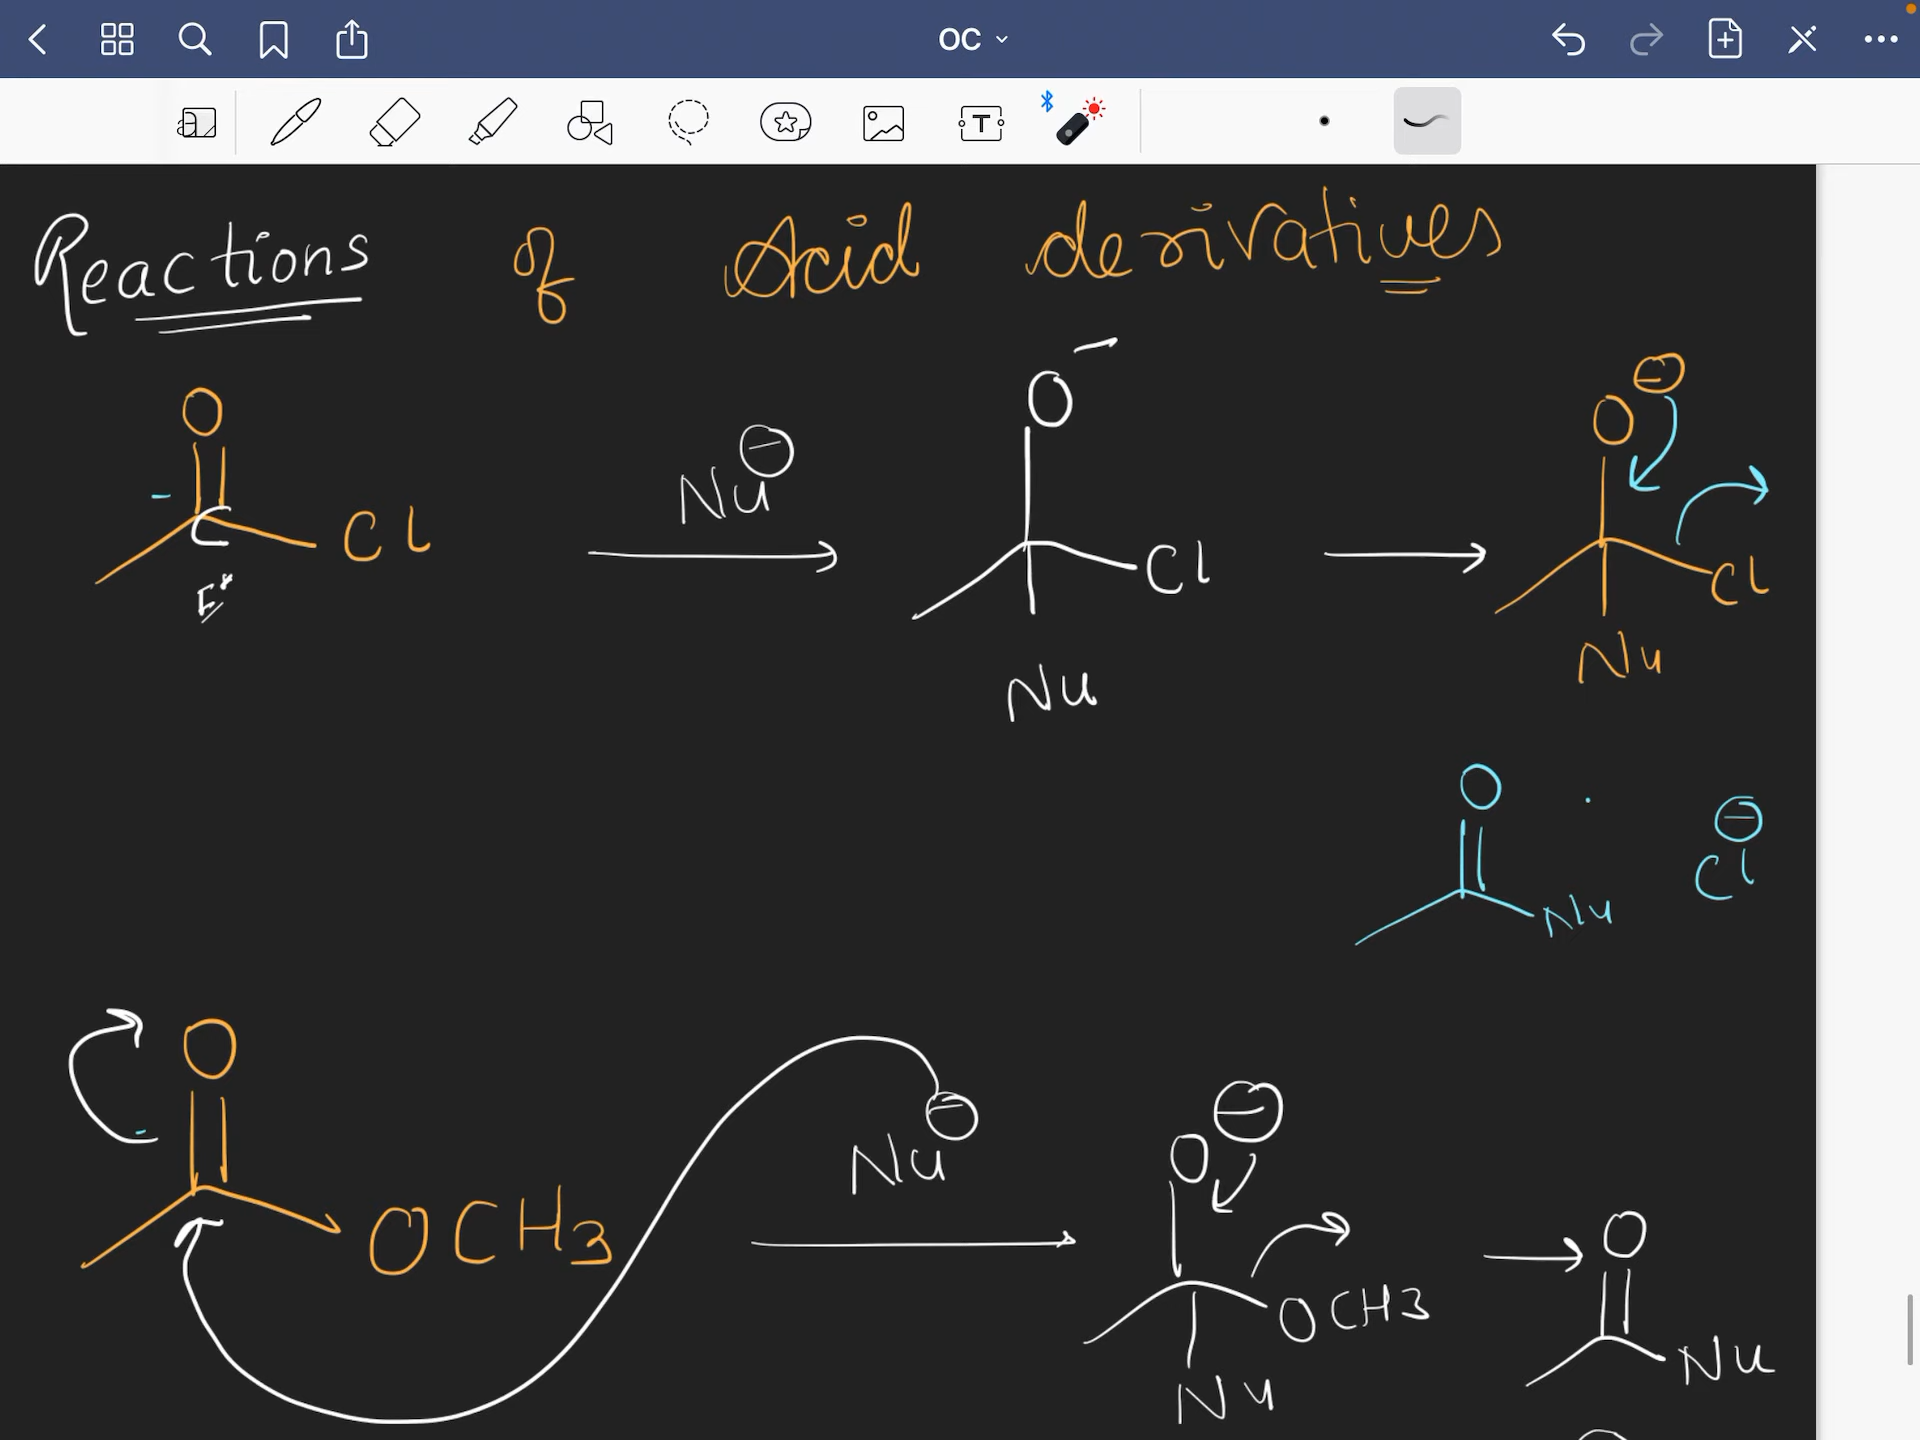 OC
T
Reactions of Acid derivatives
O
C
Cl
E⁺
Nu⊖
O⁻
Cl
Nu
O⊖
Cl
Nu
O
Nu
Cl⊖
O
OCH3
Nu⊖
O⊖
OCH3
Nu
O
Nu